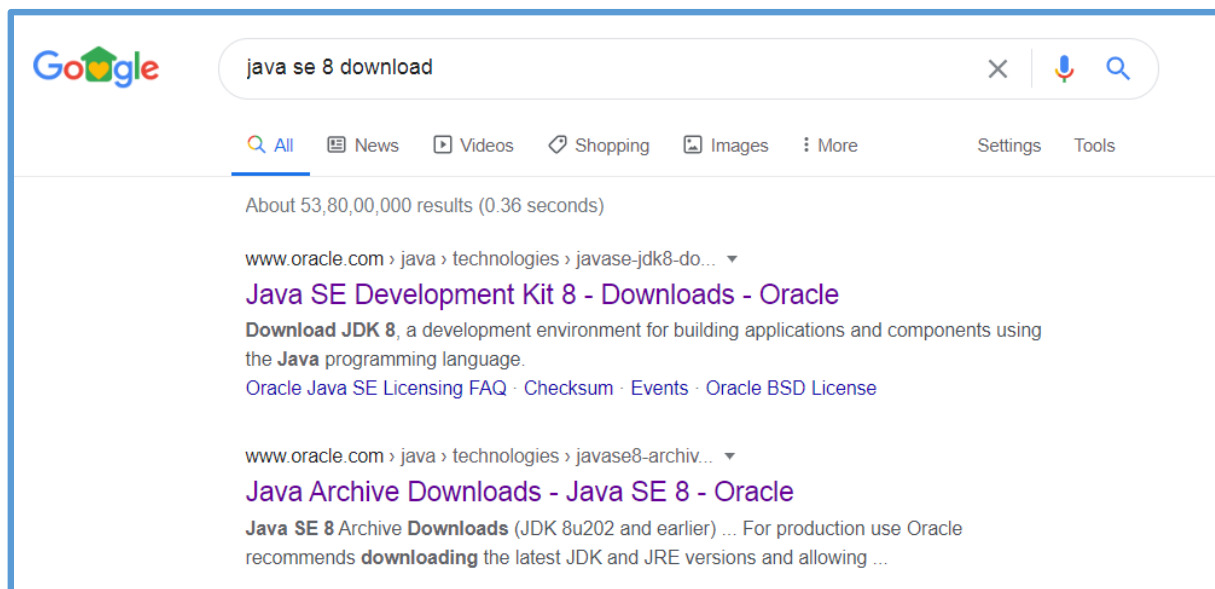 Google
java se 8 download
All News Videos Shopping Images More Settings Tools
About 53,80,00,000 results (0.36 seconds)
www.oracle.com › java › technologies › javase-jdk8-do...
Java SE Development Kit 8 - Downloads - Oracle
Download JDK 8, a development environment for building applications and components using
the Java programming language.
Oracle Java SE Licensing FAQ · Checksum · Events · Oracle BSD License
www.oracle.com › java › technologies › javase8-archiv...
Java Archive Downloads - Java SE 8 - Oracle
Java SE 8 Archive Downloads (JDK 8u202 and earlier) ... For production use Oracle
recommends downloading the latest JDK and JRE versions and allowing ...